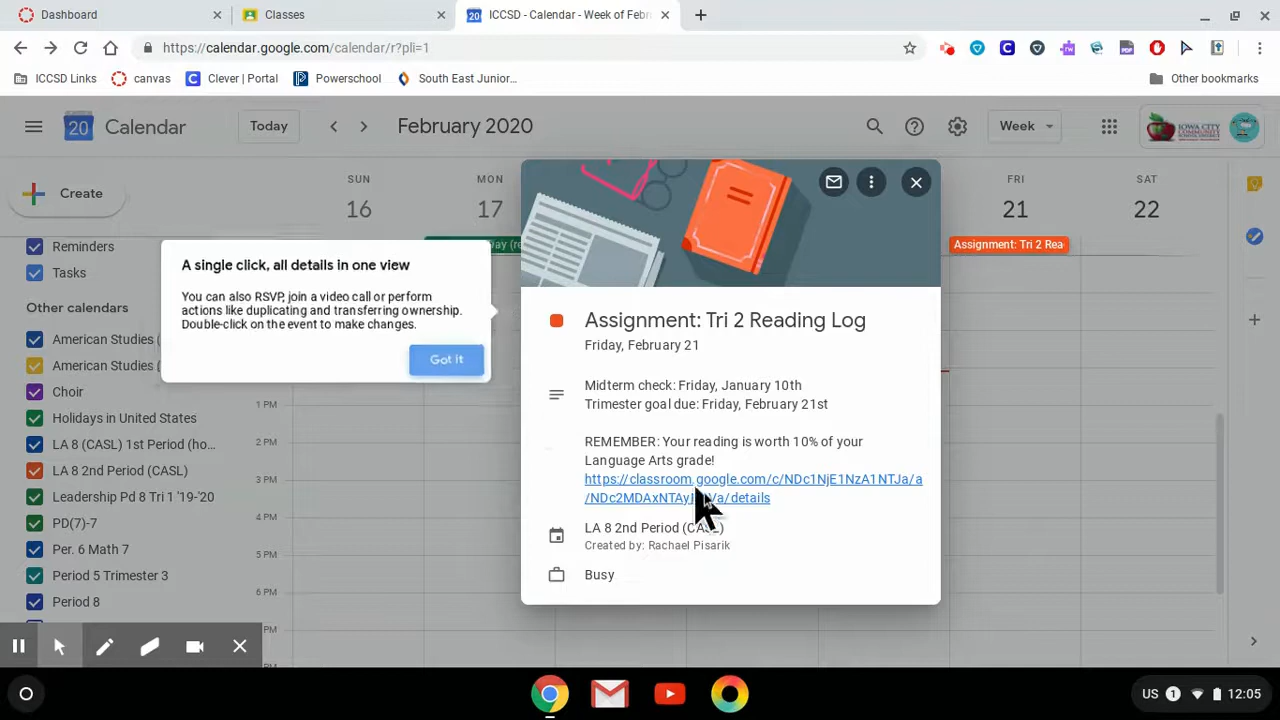 Dashboard
Classes
ICCSD - Calendar - Week of Febr
https://calendar.google.com/calendar/r?pli=1
ICCSD Links
canvas
Clever | Portal
Powerschool
South East Junior...
Other bookmarks
20
Calendar
Today
February 2020
Week
IOWA CITY
Create
SUN
MON
FRI
SAT
16
17
21
22
Reminders
Tasks
Other calendars
American Studies (
American Studies (
Choir
Holidays in United States
LA 8 (CASL) 1st Period (ho...
LA 8 2nd Period (CASL)
Leadership Pd 8 Tri 1 '19-'20
PD(7)-7
Per. 6 Math 7
Period 5 Trimester 3
Period 8
Assignment: Tri 2 Rea
A single click, all details in one view
You can also RSVP, join a video call or perform
actions like duplicating and transferring ownership.
Double-click on the event to make changes.
Got it
1 PM
2 PM
3 PM
4 PM
5 PM
6 PM
PM
Assignment: Tri 2 Reading Log
Friday, February 21
Midterm check: Friday, January 10th
Trimester goal due: Friday, February 21st
REMEMBER: Your reading is worth 10% of your
Language Arts grade!
https://classroom.google.com/c/NDc1NjE1NzA1NTJa/a
LA 8 2nd Period (CASL)
Created by: Rachael Pisarik
Busy
US
1
12:05